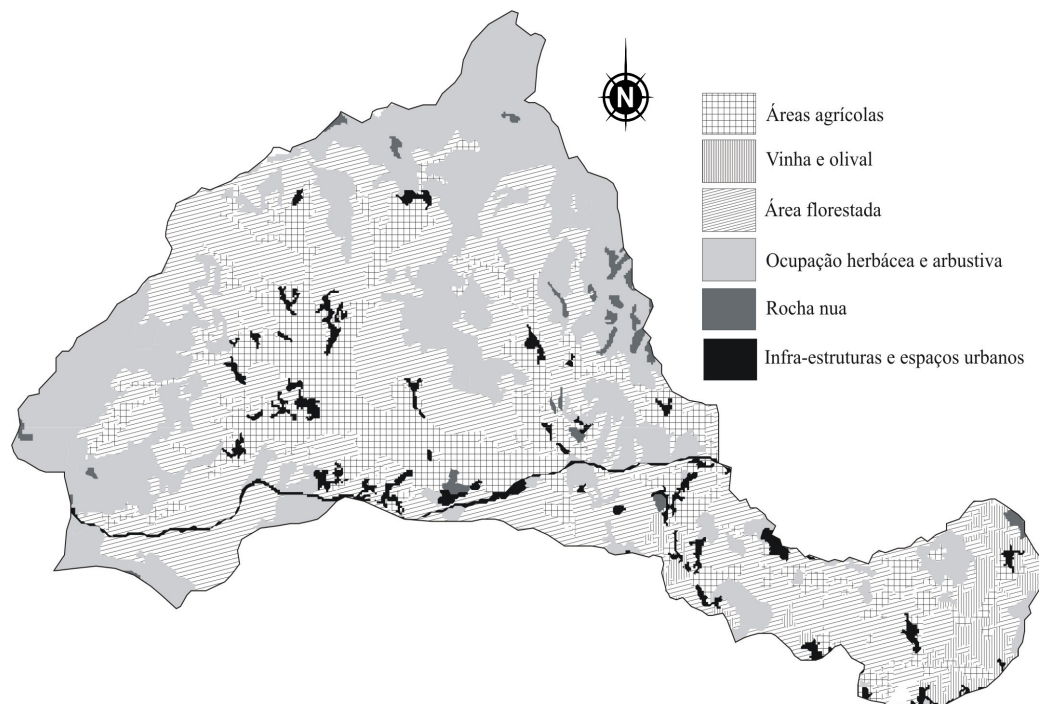 N
Áreas agrícolas
Vinha e olival
Área florestada
Ocupação herbácea e arbustiva
Rocha nua
Infra-estruturas e espaços urbanos